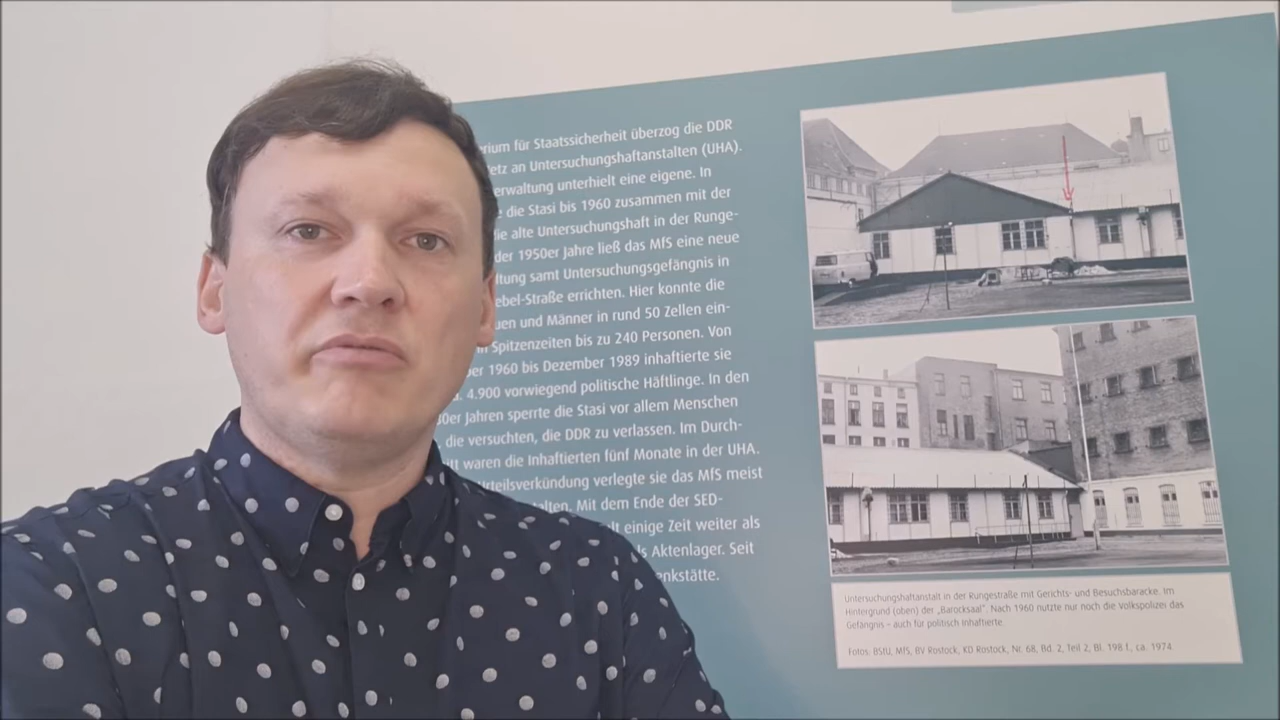 rium für Staatssicherheit überzog die DDR
etz an Untersuchungshaftanstalten (UHA).
erwaltung unterhielt eine eigene. In
die Stasi bis 1960 zusammen mit der
ie alte Untersuchungshaft in der Runge-
der 1950er Jahre ließ das MfS eine neue
ltung samt Untersuchungsgefängnis in
ebel-Straße errichten. Hier konnte die
uen und Männer in rund 50 Zellen ein-
n Spitzenzeiten bis zu 240 Personen. Von
ber 1960 bis Dezember 1989 inhaftierte sie
a. 4.900 vorwiegend politische Häftlinge. In den
80er Jahren sperrte die Stasi vor allem Menschen
die versuchten, die DDR zu verlassen. Im Durch-
tt waren die Inhaftierten fünf Monate in der UHA.
Urteilsverkündung verlegte sie das MfS meist
alten. Mit dem Ende der SED-
lt einige Zeit weiter als
ls Aktenlager. Seit
enkstätte.
Untersuchungshaftanstalt in der Rungestraße mit Gerichts- und Besuchsbaracke. Im
Hintergrund (oben) der „Barocksaal". Nach 1960 nutzte nur noch die Volkspolizei das
Gefängnis – auch für politisch Inhaftierte.
Fotos: BStU, MfS, BV Rostock, KD Rostock, Nr. 68, Bd. 2, Teil 2, Bl. 198 f., ca. 1974.